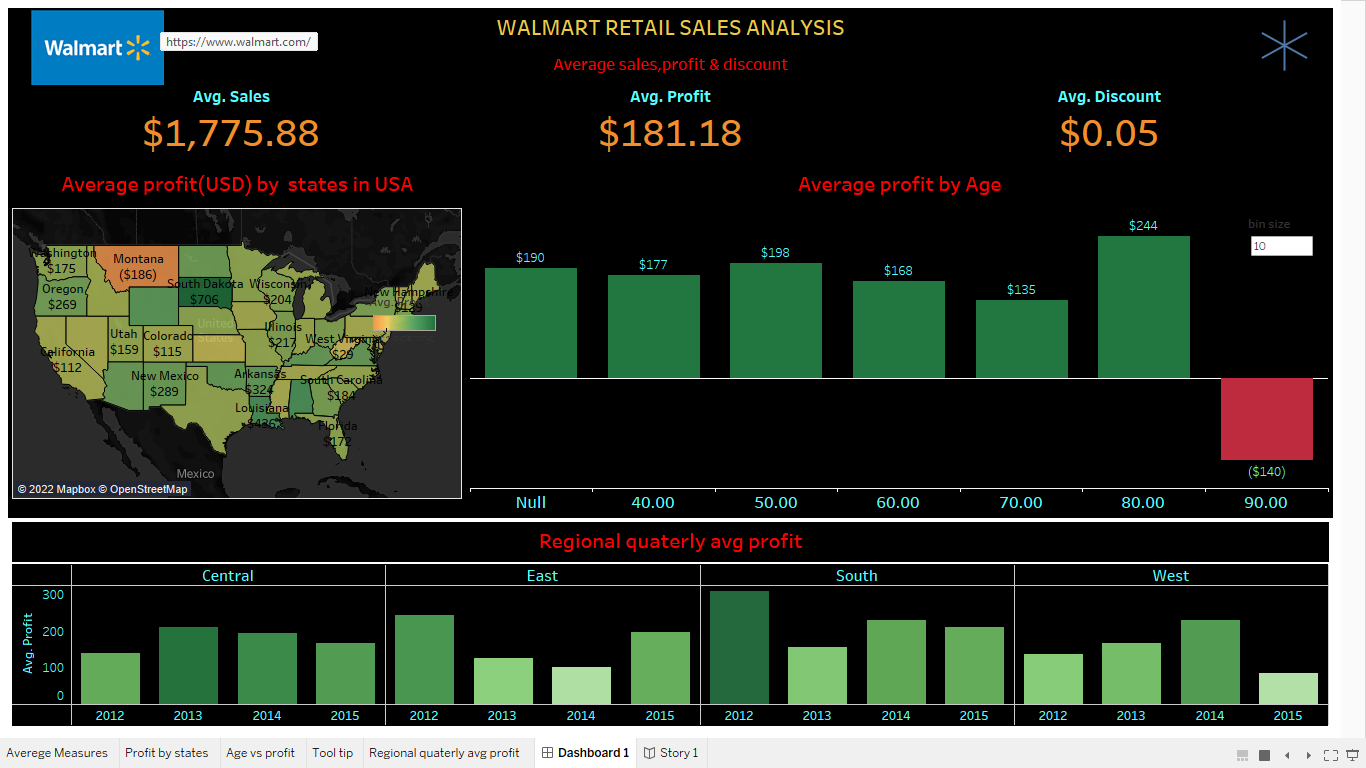 Walmart
https://www.walmart.com/
WALMART RETAIL SALES ANALYSIS
Average sales,profit & discount
Avg. Sales
$1,775.88
Avg. Profit
$181.18
Avg. Discount
$0.05
Average profit(USD) by  states in USA
Washington
$175
Montana
($186)
Oregon
$269
South Dakota
$706
Wisconsin
$204
New Hampshire
United
States
Utah
$159
Colorado
$115
Illinois
$217
West Virginia
$29
California
$112
New Mexico
$289
Arkansas
$324
South Carolina
$184
Louisiana
Florida
$172
Mexico
© 2022 Mapbox © OpenStreetMap
Average profit by Age
bin size
10
$190
$177
$198
$168
$135
$244
($140)
Null 40.00 50.00 60.00 70.00 80.00 90.00
Regional quaterly avg profit
Central East South West
Avg. Profit
300
200
100
0
2012 2013 2014 2015 2012 2013 2014 2015 2012 2013 2014 2015 2012 2013 2014 2015
Averege Measures Profit by states Age vs profit Tool tip Regional quaterly avg profit Dashboard 1 Story 1